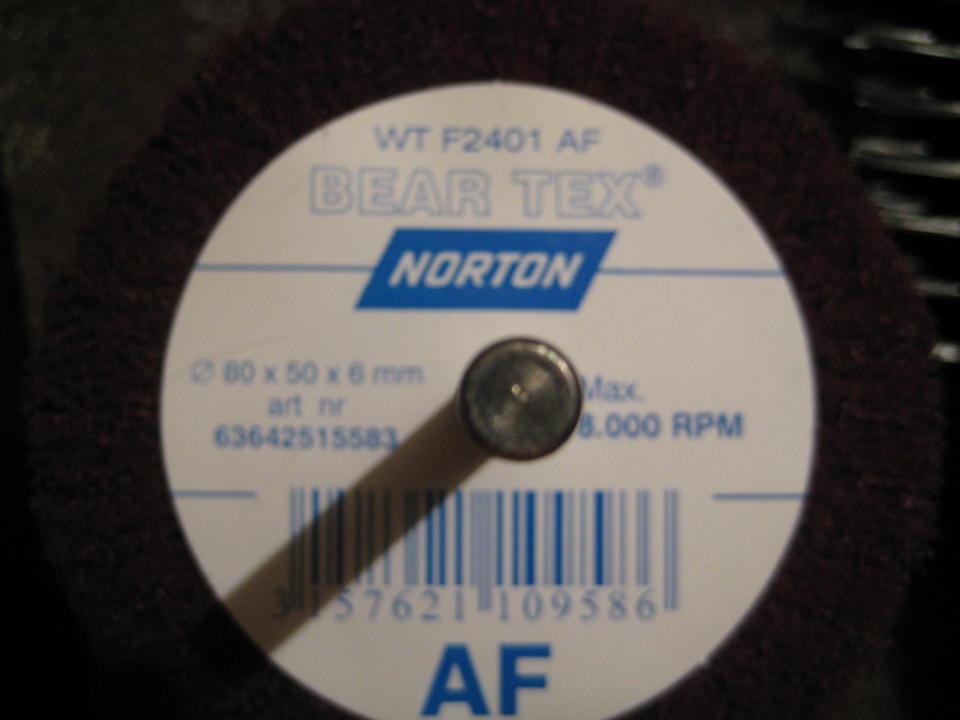 WT F2401 AF
BEAR TEX®
NORTON
Ø 80 x 50 x 6 mm
art nr
63642515583
Max.
8.000 RPM
3 157621 109586
AF